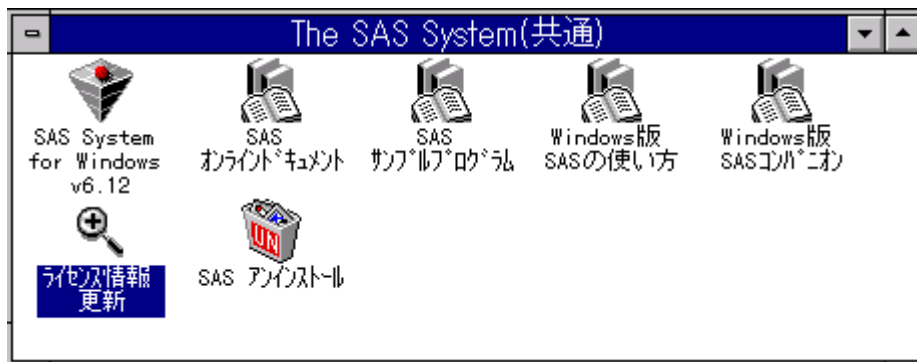 The SAS System(共通)
SAS System
for Windows
v6.12
SAS
オンラインドキュメント
SAS
サンプルプログラム
Windows版
SASの使い方
Windows版
SASコンパニオン
ライセンス情報
更新
UN
SAS アンインストール